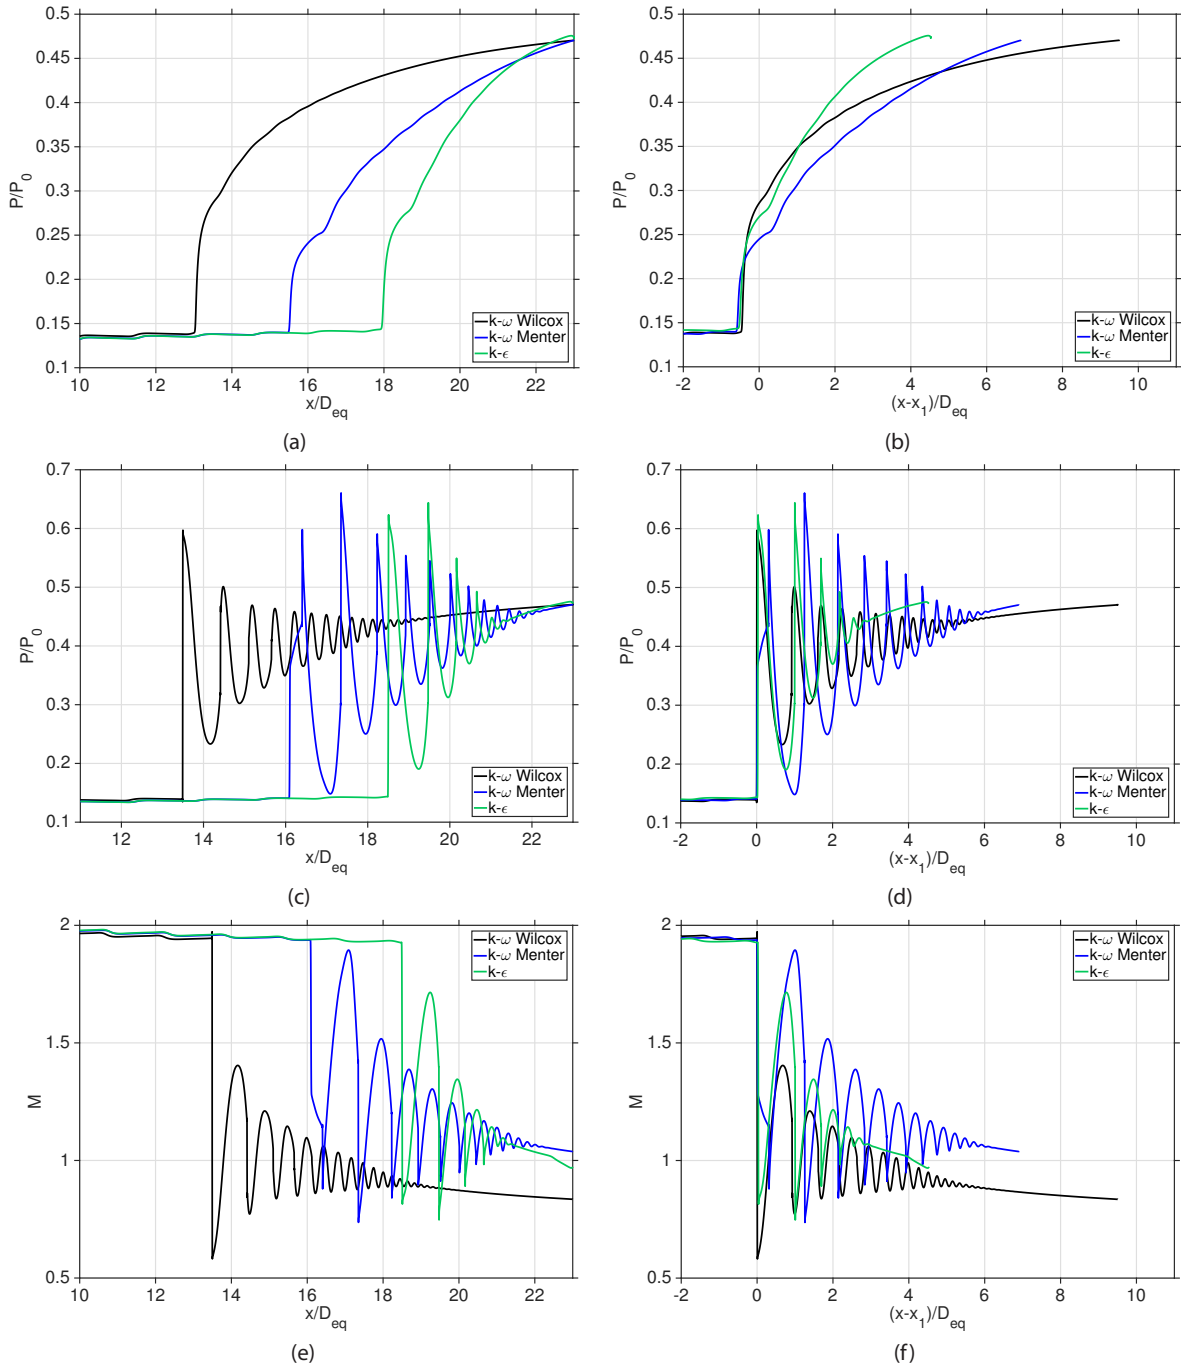 0.5
0.45
0.4
0.35
0.3
0.25
0.2
0.15
0.1
P/P0
10 12 14 16 18 20 22
x/Deq
k-ω Wilcox
k-ω Menter
k-ϵ
(a)
0.5
0.45
0.4
0.35
0.3
0.25
0.2
0.15
0.1
P/P0
-2 0 2 4 6 8 10
(x-x1)/Deq
k-ω Wilcox
k-ω Menter
k-ϵ
(b)
0.7
0.6
0.5
0.4
0.3
0.2
0.1
P/P0
12 14 16 18 20 22
x/Deq
k-ω Wilcox
k-ω Menter
k-ϵ
(c)
0.7
0.6
0.5
0.4
0.3
0.2
0.1
P/P0
-2 0 2 4 6 8 10
(x-x1)/Deq
k-ω Wilcox
k-ω Menter
k-ϵ
(d)
2
1.5
1
0.5
M
10 12 14 16 18 20 22
x/Deq
k-ω Wilcox
k-ω Menter
k-ϵ
(e)
2
1.5
1
0.5
M
-2 0 2 4 6 8 10
(x-x1)/Deq
k-ω Wilcox
k-ω Menter
k-ϵ
(f)